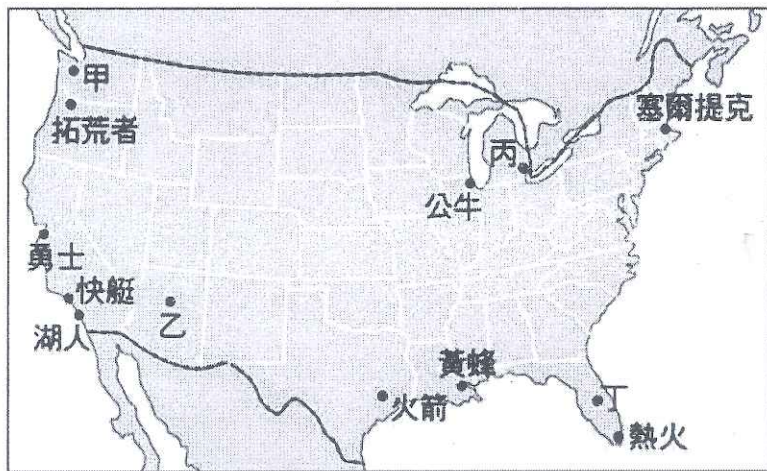 甲
拓荒者
塞爾提克
丙
公牛
勇士
快艇
乙
湖人
黃蜂
火箭
丁
熱火